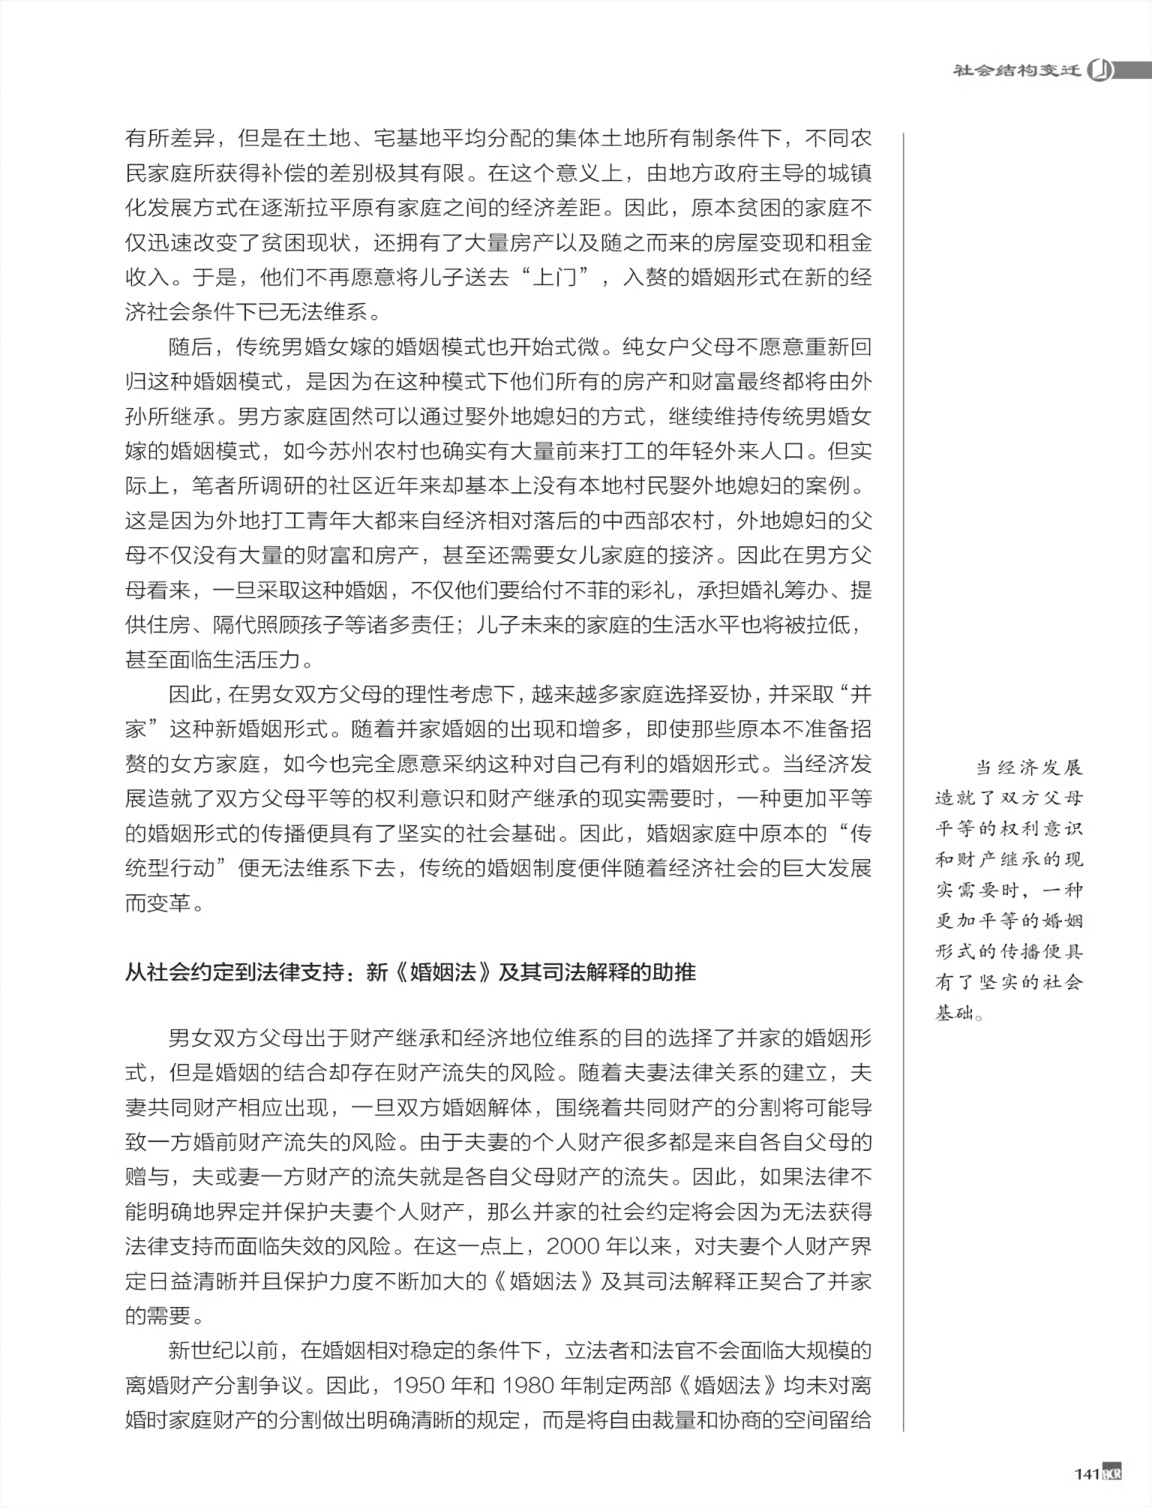 社会结构变迁
有所差异，但是在土地、宅基地平均分配的集体土地所有制条件下，不同农
民家庭所获得补偿的差别极其有限。在这个意义上，由地方政府主导的城镇
化发展方式在逐渐拉平原有家庭之间的经济差距。因此，原本贫困的家庭不
仅迅速改变了贫困现状，还拥有了大量房产以及随之而来的房屋变现和租金
收入。于是，他们不再愿意将儿子送去“上门”，入赘的婚姻形式在新的经
济社会条件下已无法维系。
随后，传统男婚女嫁的婚姻模式也开始式微。纯女户父母不愿意重新回
归这种婚姻模式，是因为在这种模式下他们所有的房产和财富最终都将由外
孙所继承。男方家庭固然可以通过娶外地媳妇的方式，继续维持传统男婚女
嫁的婚姻模式，如今苏州农村也确实有大量前来打工的年轻外来人口。但实
际上，笔者所调研的社区近年来却基本上没有本地村民娶外地媳妇的案例。
这是因为外地打工青年大都来自经济相对落后的中西部农村，外地媳妇的父
母不仅没有大量的财富和房产，甚至还需要女儿家庭的接济。因此在男方父
母看来，一旦采取这种婚姻，不仅他们要给付不菲的彩礼，承担婚礼筹办、提
供住房、隔代照顾孩子等诸多责任；儿子未来的家庭的生活水平也将被拉低，
甚至面临生活压力。
因此，在男女双方父母的理性考虑下，越来越多家庭选择妥协，并采取“并
家”这种新婚姻形式。随着并家婚姻的出现和增多，即使那些原本不准备招
赘的女方家庭，如今也完全愿意采纳这种对自己有利的婚姻形式。当经济发
展造就了双方父母平等的权利意识和财产继承的现实需要时，一种更加平等
的婚姻形式的传播便具有了坚实的社会基础。因此，婚姻家庭中原本的“传
统型行动”便无法维系下去，传统的婚姻制度便伴随着经济社会的巨大发展
而变革。
从社会约定到法律支持：新《婚姻法》及其司法解释的助推
男女双方父母出于财产继承和经济地位维系的目的选择了并家的婚姻形
式，但是婚姻的结合却存在财产流失的风险。随着夫妻法律关系的建立，夫
妻共同财产相应出现，一旦双方婚姻解体，围绕着共同财产的分割将可能导
致一方婚前财产流失的风险。由于夫妻的个人财产很多都是来自各自父母的
赠与，夫或妻一方财产的流失就是各自父母财产的流失。因此，如果法律不
能明确地界定并保护夫妻个人财产，那么并家的社会约定将会因为无法获得
法律支持而面临失效的风险。在这一点上，2000 年以来，对夫妻个人财产界
定日益清晰并且保护力度不断加大的《婚姻法》及其司法解释正契合了并家
的需要。
新世纪以前，在婚姻相对稳定的条件下，立法者和法官不会面临大规模的
离婚财产分割争议。因此，1950 年和 1980 年制定两部《婚姻法》均未对离
婚时家庭财产的分割做出明确清晰的规定，而是将自由裁量和协商的空间留给
当经济发展
造就了双方父母
平等的权利意识
和财产继承的现
实需要时，一种
更加平等的婚姻
形式的传播便具
有了坚实的社会
基础。
141 BCR